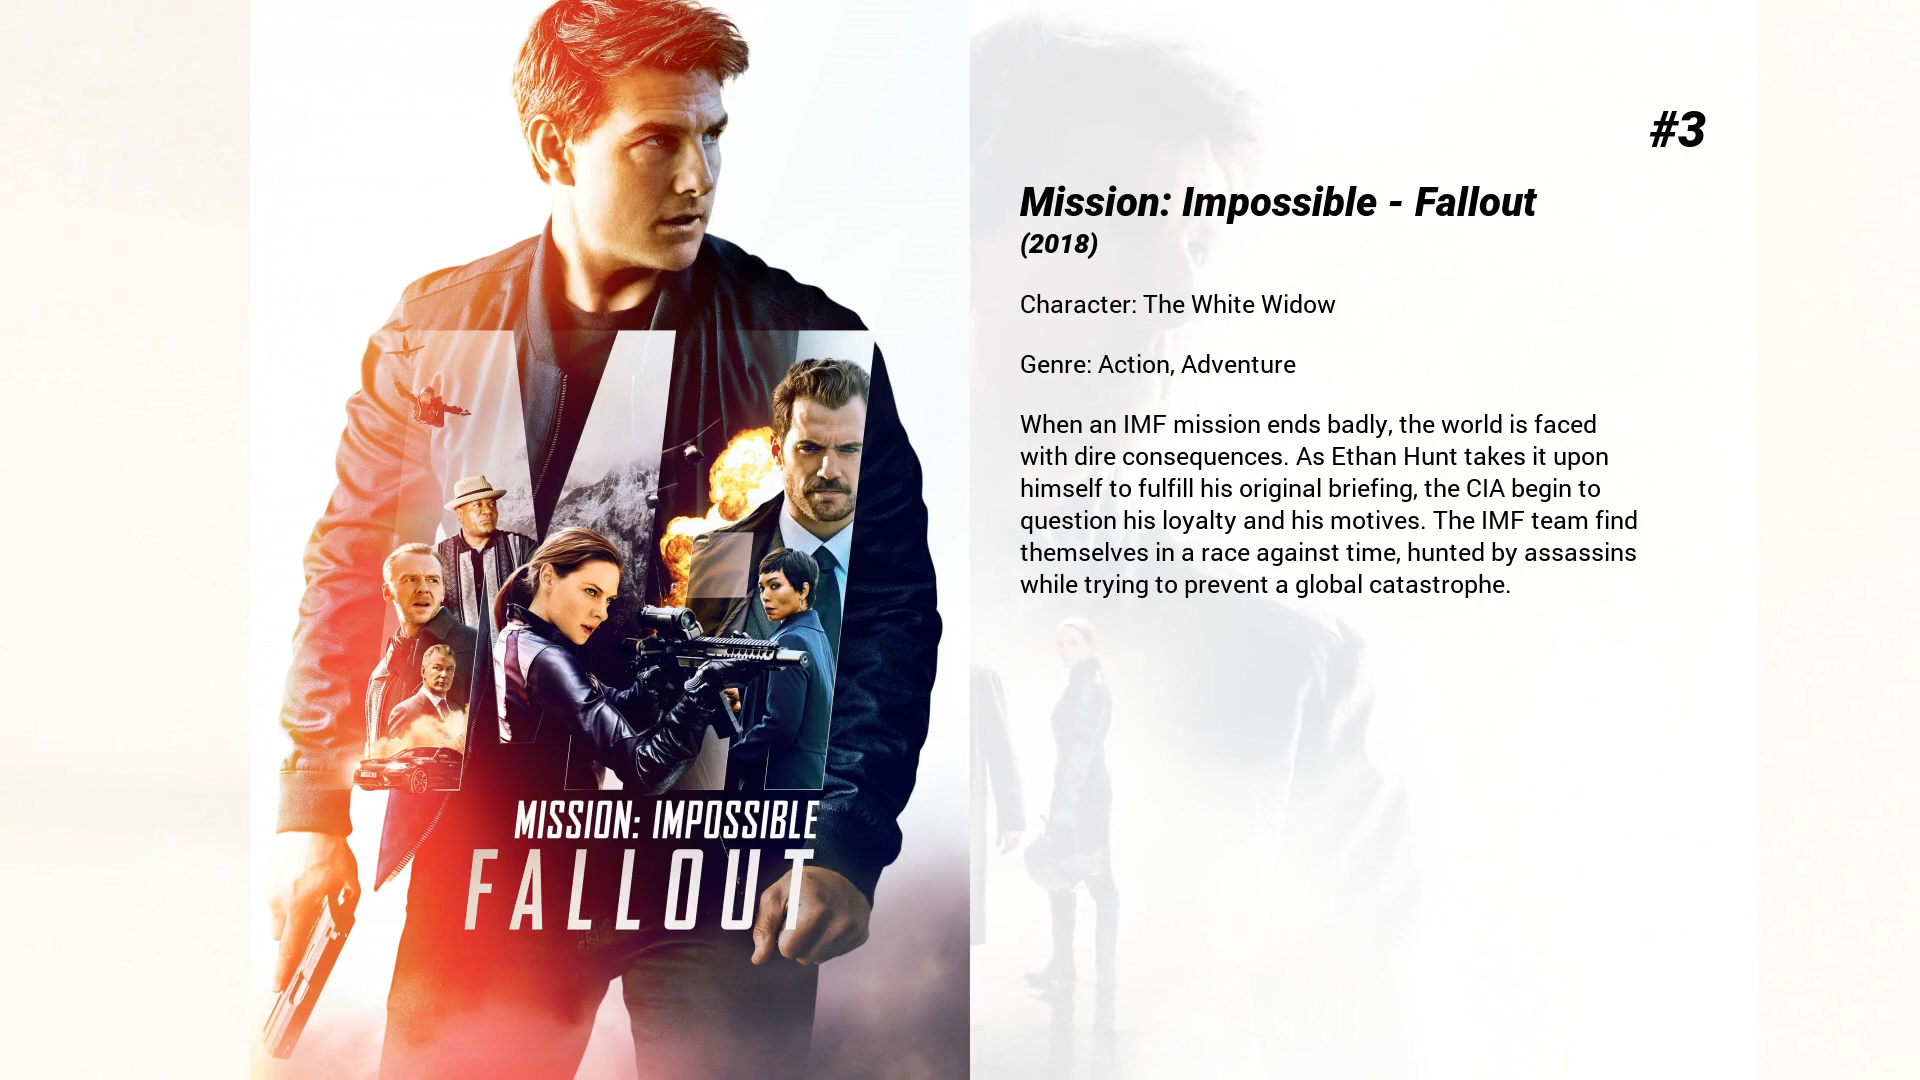 #3
Mission: Impossible - Fallout
(2018)
Character: The White Widow
Genre: Action, Adventure
When an IMF mission ends badly, the world is faced
with dire consequences. As Ethan Hunt takes it upon
himself to fulfill his original briefing, the CIA begin to
question his loyalty and his motives. The IMF team find
themselves in a race against time, hunted by assassins
while trying to prevent a global catastrophe.
M:I
MISSION: IMPOSSIBLE
FALLOUT